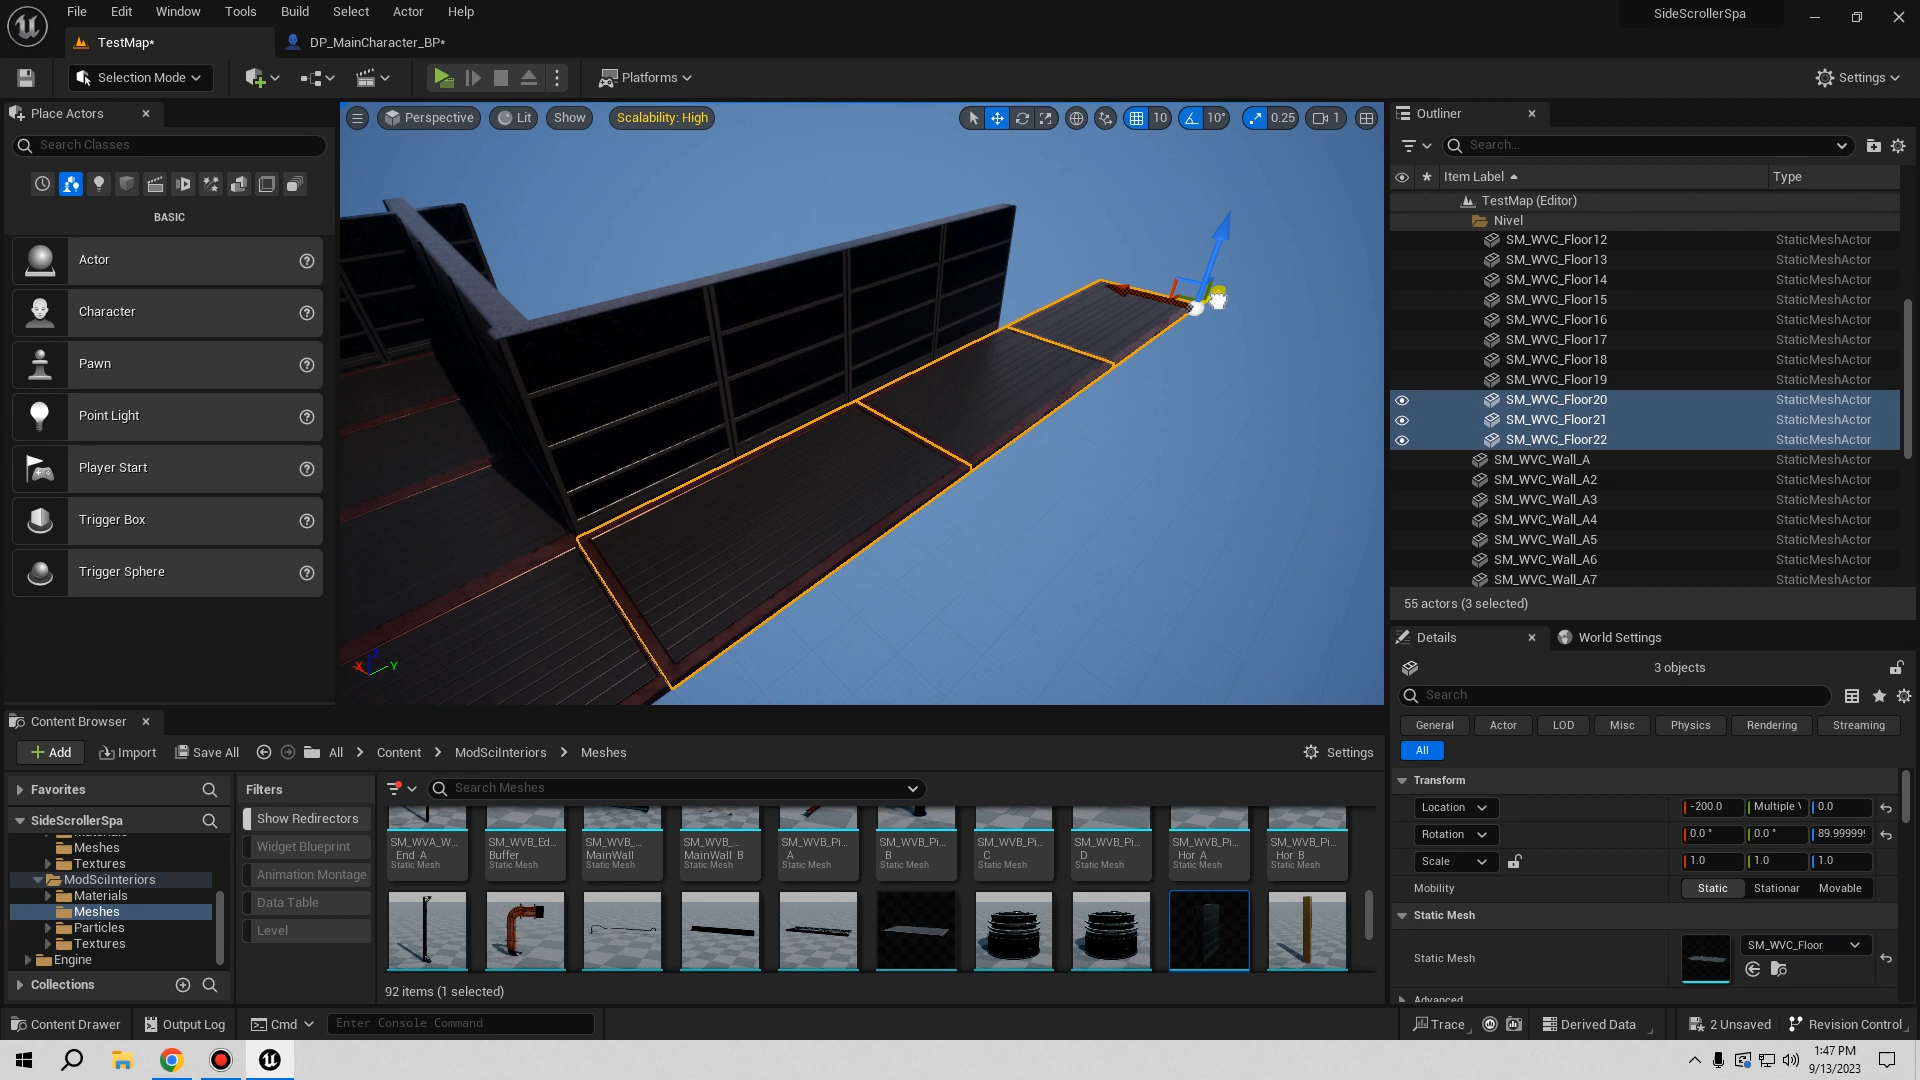 File Edit Window Tools Build Select Actor Help
SideScrollerSpa
TestMap*
DP_MainCharacter_BP*
Selection Mode
Platforms
Settings
Place Actors
Search Classes
BASIC
Actor
Character
Pawn
Point Light
Player Start
Trigger Box
Trigger Sphere
Perspective
Lit
Show
Scalability: High
10
10°
0.25
1
X Y
Outliner
Search...
Item Label
Type
TestMap (Editor)
Nivel
SM_WVC_Floor12 StaticMeshActor
SM_WVC_Floor13 StaticMeshActor
SM_WVC_Floor14 StaticMeshActor
SM_WVC_Floor15 StaticMeshActor
SM_WVC_Floor16 StaticMeshActor
SM_WVC_Floor17 StaticMeshActor
SM_WVC_Floor18 StaticMeshActor
SM_WVC_Floor19 StaticMeshActor
SM_WVC_Floor20 StaticMeshActor
SM_WVC_Floor21 StaticMeshActor
SM_WVC_Floor22 StaticMeshActor
SM_WVC_Wall_A StaticMeshActor
SM_WVC_Wall_A2 StaticMeshActor
SM_WVC_Wall_A3 StaticMeshActor
SM_WVC_Wall_A4 StaticMeshActor
SM_WVC_Wall_A5 StaticMeshActor
SM_WVC_Wall_A6 StaticMeshActor
SM_WVC_Wall_A7 StaticMeshActor
55 actors (3 selected)
Details
World Settings
3 objects
Search
General Actor LOD Misc Physics Rendering Streaming
All
Transform
Location -200.0 Multiple V 0.0
Rotation 0.0 ° 0.0 ° 89.999999
Scale 1.0 1.0 1.0
Mobility Static Stationar Movable
Static Mesh
Static Mesh
SM_WVC_Floor
Advanced
Content Browser
Add Import Save All All Content ModSciInteriors Meshes Settings
Favorites
SideScrollerSpa
Materials
Meshes
Textures
ModSciInteriors
Materials
Meshes
Particles
Textures
Engine
Collections
Filters
Show Redirectors
Widget Blueprint
Animation Montage
Data Table
Level
Search Meshes
SM_WVA_W... End_A Static Mesh
SM_WVB_Ed... Buffer Static Mesh
SM_WVB_... MainWall Static Mesh
SM_WVB_... MainWall_B Static Mesh
SM_WVB_Pi... A Static Mesh
SM_WVB_Pi... B Static Mesh
SM_WVB_Pi... C Static Mesh
SM_WVB_Pi... D Static Mesh
SM_WVB_Pi... Hor_A Static Mesh
SM_WVB_Pi... Hor_B Static Mesh
92 items (1 selected)
Content Drawer Output Log Cmd Enter Console Command Trace Derived Data 2 Unsaved Revision Control
1:47 PM
9/13/2023